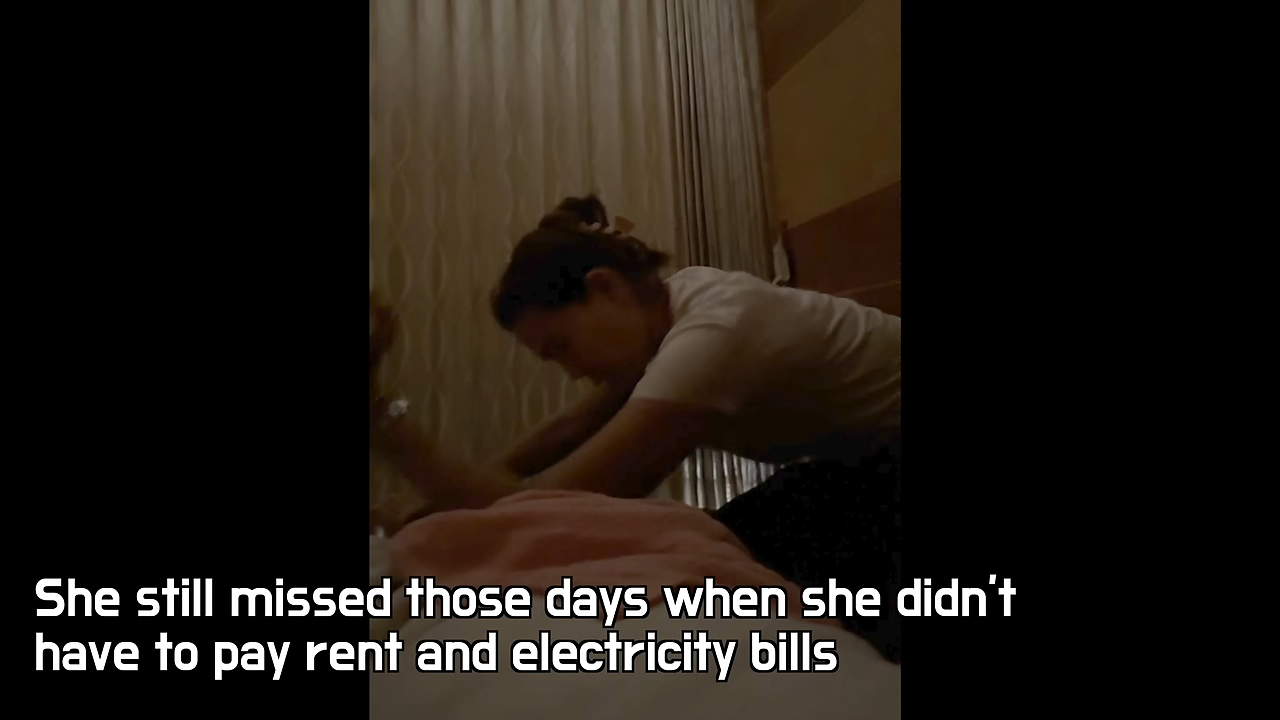 She still missed those days when she didn't
have to pay rent and electricity bills